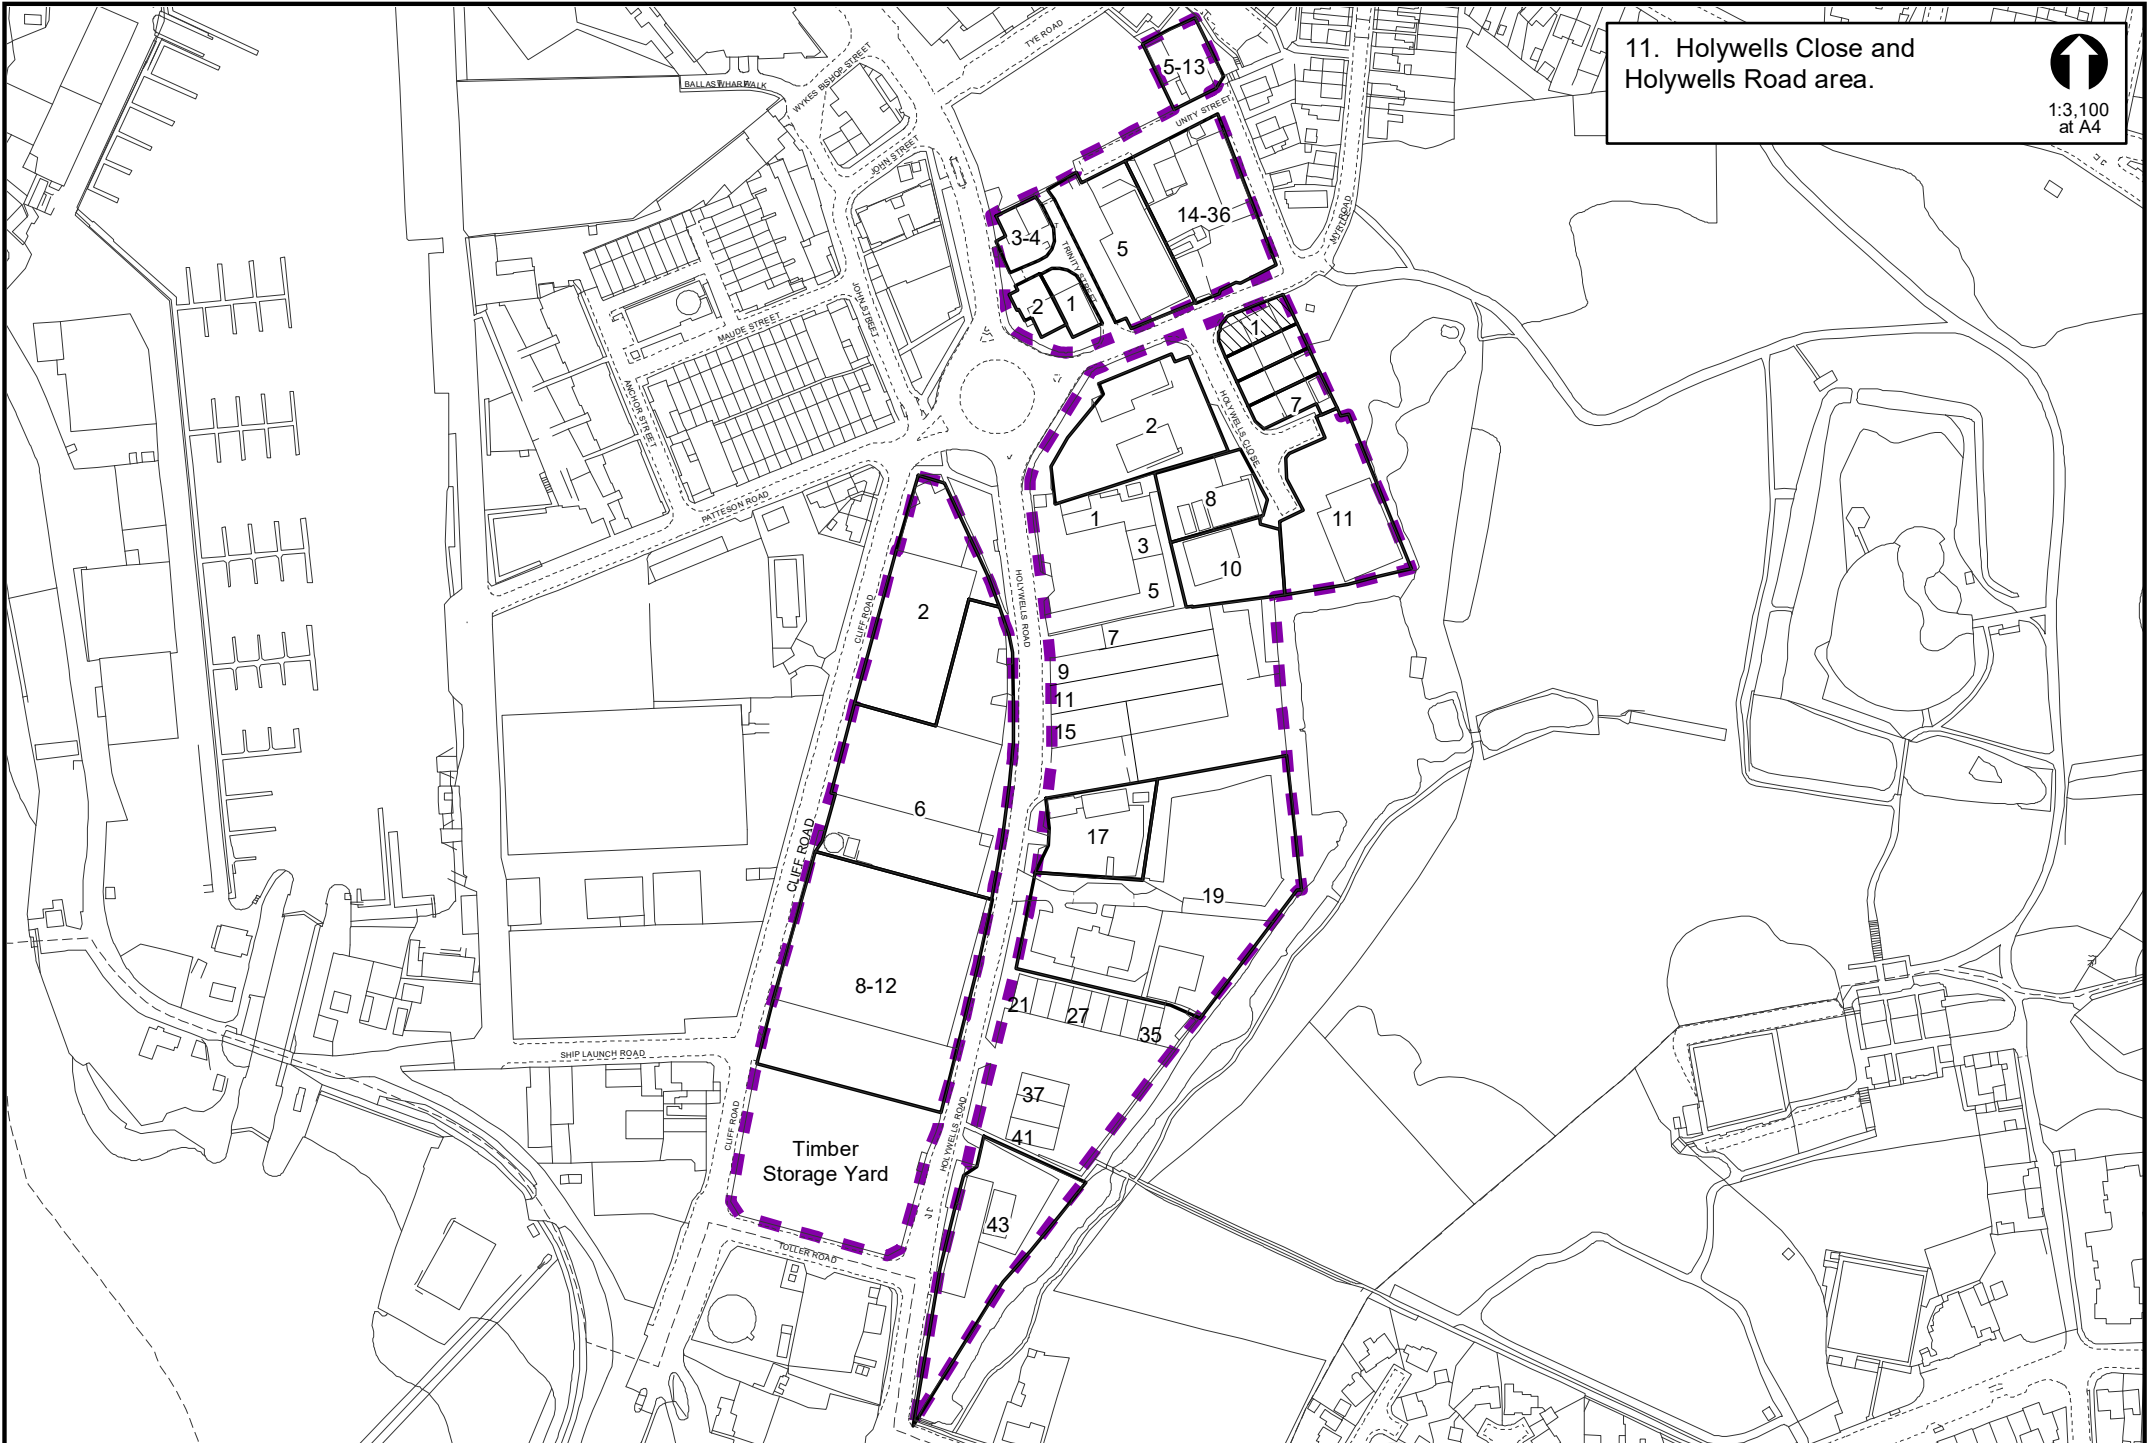 11. Holywells Close and
Holywells Road area.
1:3,100
at A4
TYE ROAD
WYKES BISHOP STREET
BALLAST WHARF WALK
JOHN STREET
UNITY STREET
5-13
14-36
3-4
5
TRINITY STREET
2
1
MYRTLE ROAD
JOHN STREET
MAUDE STREET
ANCHOR STREET
PATTESON ROAD
1
7
2
HOLYWELLS CLOSE
8
10
11
1
3
5
7
9
11
15
HOLYWELLS ROAD
CLIFF ROAD
2
6
CLIFF ROAD
17
19
8-12
21
27
35
37
41
SHIP LAUNCH ROAD
CLIFF ROAD
HOLYWELLS ROAD
Timber
Storage Yard
43
TOLLER ROAD